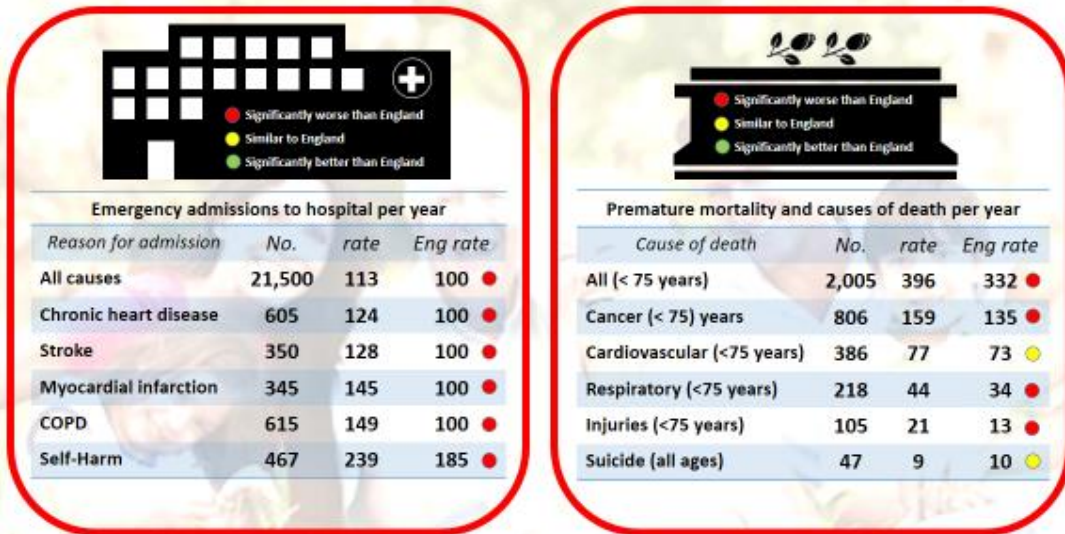 Significantly worse than England
Similar to England
Significantly better than England
Emergency admissions to hospital per year
Reason for admission No. rate Eng rate
All causes 21,500 113 100
Chronic heart disease 605 124 100
Stroke 350 128 100
Myocardial infarction 345 145 100
COPD 615 149 100
Self-Harm 467 239 185
Significantly worse than England
Similar to England
Significantly better than England
Premature mortality and causes of death per year
Cause of death No. rate Eng rate
All (< 75 years) 2,005 396 332
Cancer (< 75) years 806 159 135
Cardiovascular (<75 years) 386 77 73
Respiratory (<75 years) 218 44 34
Injuries (<75 years) 105 21 13
Suicide (all ages) 47 9 10